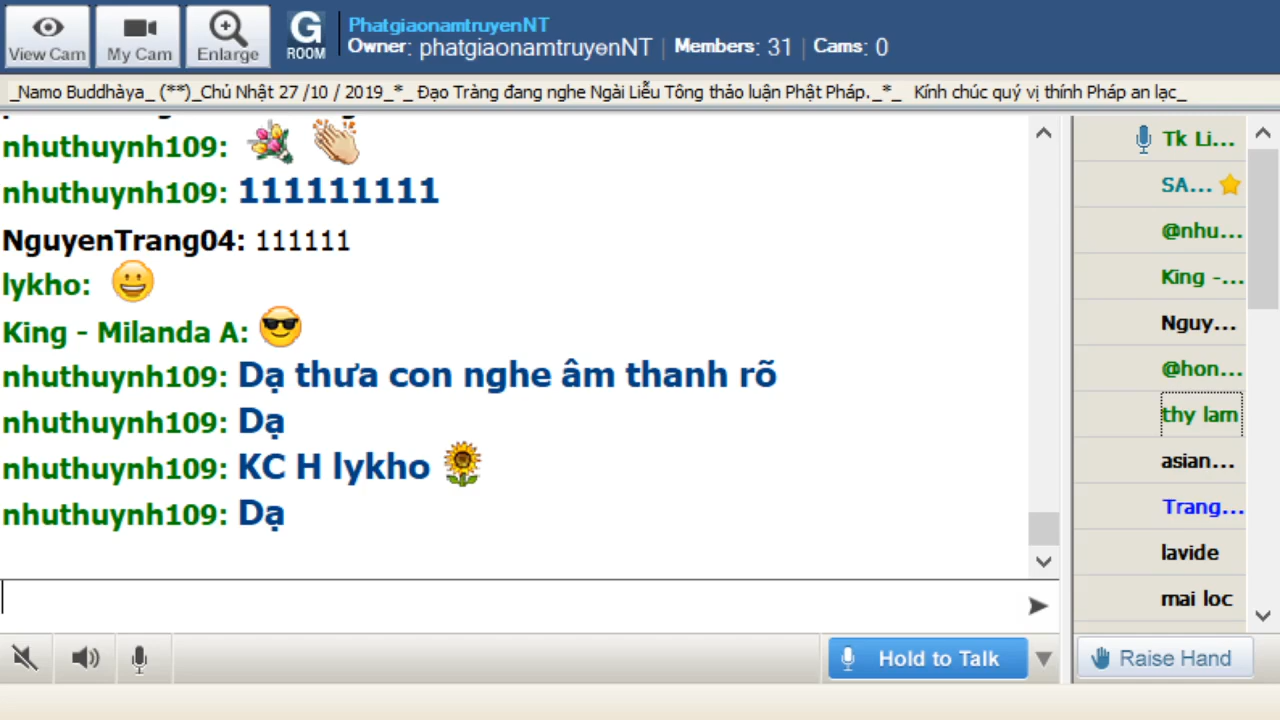 View Cam
My Cam
Enlarge
G
ROOM
PhatgiaonamtruyenNT
Owner: phatgiaonamtruyenNT | Members: 31 | Cams: 0
_Namo Buddhàya_ (**)_Chủ Nhật 27 /10 / 2019_*_ Đạo Tràng đang nghe Ngài Liễu Tông thảo luận Phật Pháp._*_ Kính chúc quý vị thính Pháp an lạc_
nhuthuynh109:
nhuthuynh109: 111111111
NguyenTrang04: 111111
lykho:
King - Milanda A:
nhuthuynh109: Dạ thưa con nghe âm thanh rõ
nhuthuynh109: Dạ
nhuthuynh109: KC H lykho
nhuthuynh109: Dạ
Tk Li...
SA...
@nhu...
King -...
Nguy...
@hon...
thy lam
asian...
Trang...
lavide
mai loc
Hold to Talk
Raise Hand